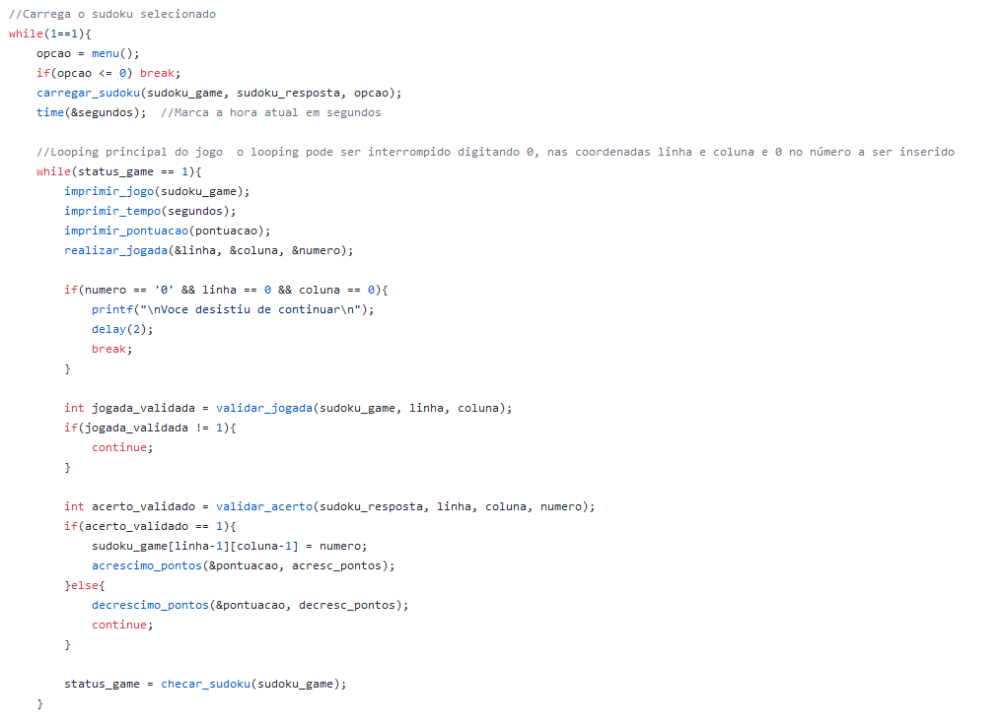 //Carrega o sudoku selecionado
while(1==1){
    opcao = menu();
    if(opcao <= 0) break;
    carregar_sudoku(sudoku_game, sudoku_resposta, opcao);
    time(&segundos);  //Marca a hora atual em segundos

    //Looping principal do jogo  o looping pode ser interrompido digitando 0, nas coordenadas linha e coluna e 0 no número a ser inserido
    while(status_game == 1){
        imprimir_jogo(sudoku_game);
        imprimir_tempo(segundos);
        imprimir_pontuacao(pontuacao);
        realizar_jogada(&linha, &coluna, &numero);

        if(numero == '0' && linha == 0 && coluna == 0){
            printf("\nVoce desistiu de continuar\n");
            delay(2);
            break;
        }

        int jogada_validada = validar_jogada(sudoku_game, linha, coluna);
        if(jogada_validada != 1){
            continue;
        }

        int acerto_validado = validar_acerto(sudoku_resposta, linha, coluna, numero);
        if(acerto_validado == 1){
            sudoku_game[linha-1][coluna-1] = numero;
            acrescimo_pontos(&pontuacao, acresc_pontos);
        }else{
            decrescimo_pontos(&pontuacao, decresc_pontos);
            continue;
        }

        status_game = checar_sudoku(sudoku_game);
    }